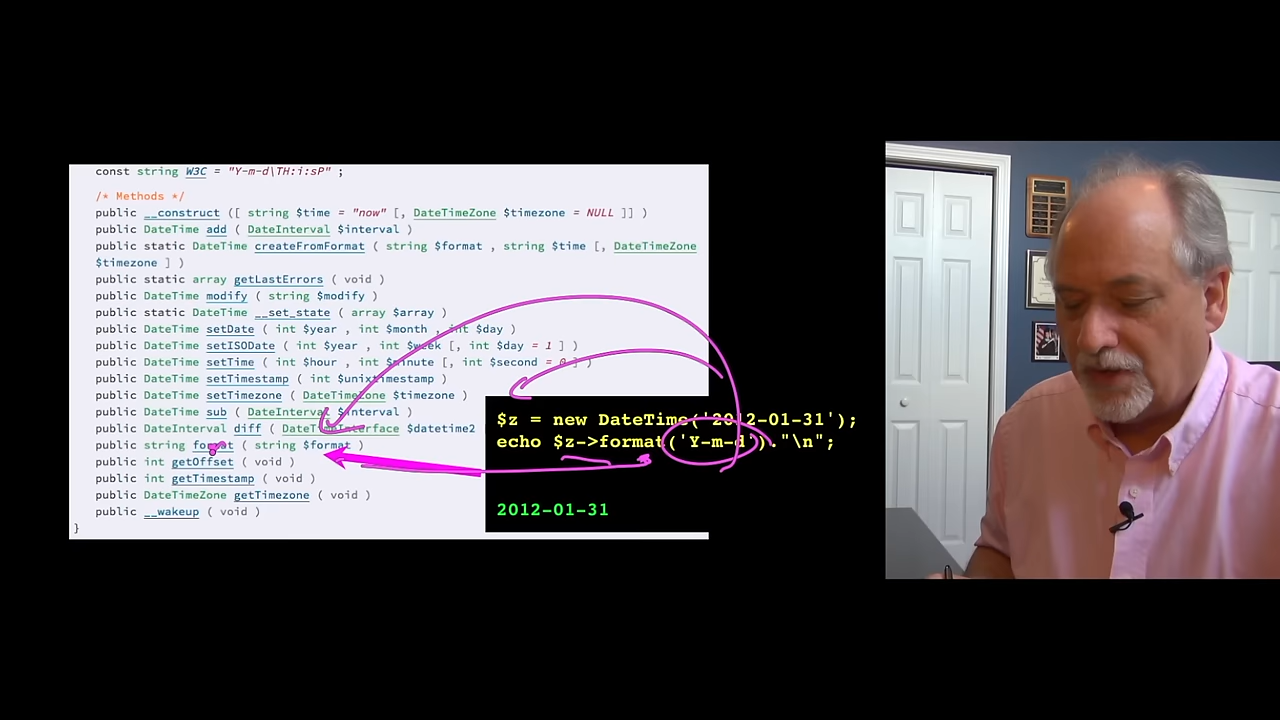 const string W3C = "Y-m-d\TH:i:sP" ;
/* Methods */
public __construct ([ string $time = "now" [, DateTimeZone $timezone = NULL ]] )
public DateTime add ( DateInterval $interval )
public static DateTime createFromFormat ( string $format , string $time [, DateTimeZone
$timezone ] )
public static array getLastErrors ( void )
public DateTime modify ( string $modify )
public static DateTime __set_state ( array $array )
public DateTime setDate ( int $year , int $month , int $day )
public DateTime setISODate ( int $year , int $week [, int $day = 1 ] )
public DateTime setTime ( int $hour , int $minute [, int $second = 0 ] )
public DateTime setTimestamp ( int $unixtimestamp )
public DateTime setTimezone ( DateTimeZone $timezone )
public DateTime sub ( DateInterval $interval )
public DateInterval diff ( DateTimeInterface $datetime2
public string format ( string $format )
public int getOffset ( void )
public int getTimestamp ( void )
public DateTimeZone getTimezone ( void )
public __wakeup ( void )
}
$z = new DateTime('2012-01-31');
echo $z->format('Y-m-d')."\n";
2012-01-31